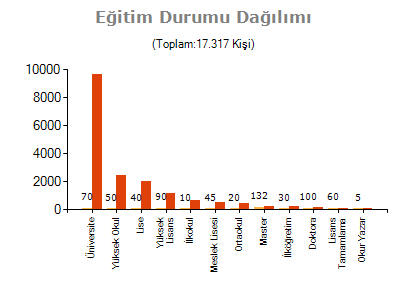 Eğitim Durumu Dağılımı
(Toplam:17.317 Kişi)
10000
8000
6000
4000
2000
0
70
50
40
90
10
45
20
132
30
100
60
5
Üniversite
Yüksek Okul
Lise
Yüksek
Lisans
İlkokul
Meslek Lisesi
Ortaokul
Master
İlköğretim
Doktora
Lisans
Tamamlama
Okur Yazar